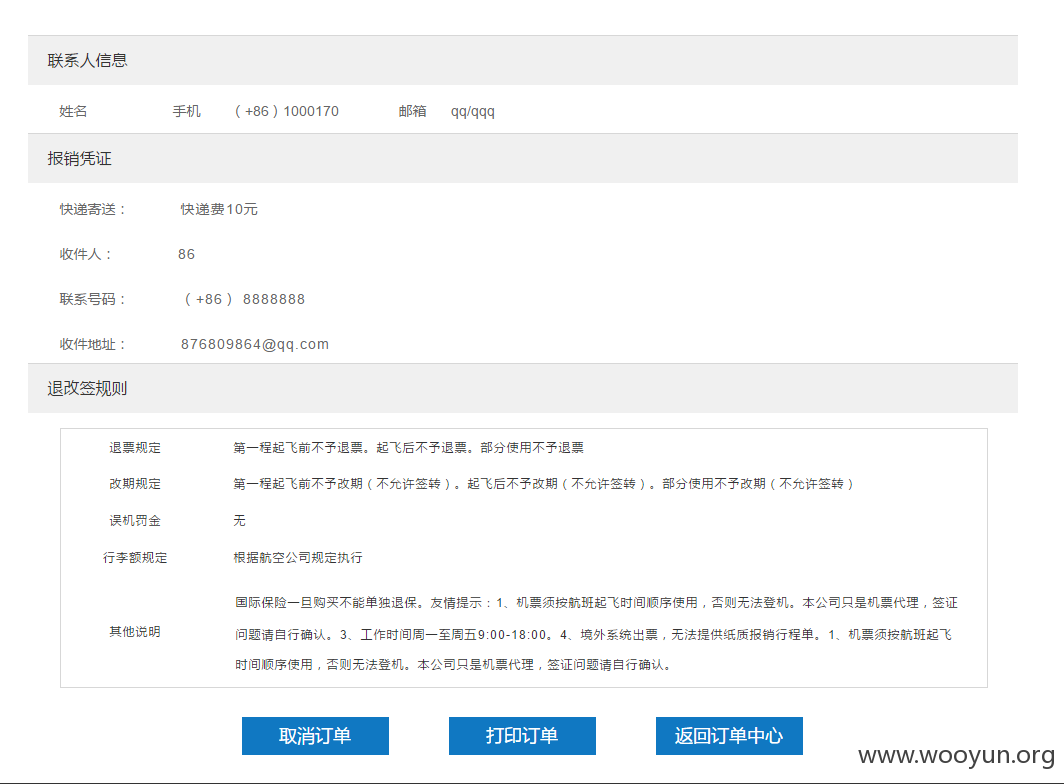 联系人信息
姓名 手机 （ +86 ）1000170 邮箱 qq/qqq
报销凭证
快递寄送： 快递费10元
收件人： 86
联系号码： （ +86 ） 8888888
收件地址： 876809864@qq.com
退改签规则
退票规定 第一程起飞前不予退票。起飞后不予退票。部分使用不予退票
改期规定 第一程起飞前不予改期（不允许签转）。起飞后不予改期（不允许签转）。部分使用不予改期（不允许签转）
误机罚金 无
行李额规定 根据航空公司规定执行
国际保险一旦购买不能单独退保。友情提示：1、机票须按航班起飞时间顺序使用，否则无法登机。本公司只是机票代理，签证
其他说明 问题请自行确认。3、工作时间周一至周五9:00-18:00。4、境外系统出票，无法提供纸质报销行程单。1、机票须按航班起飞
时间顺序使用，否则无法登机。本公司只是机票代理，签证问题请自行确认。
取消订单 打印订单 返回订单中心
www.wooyun.org